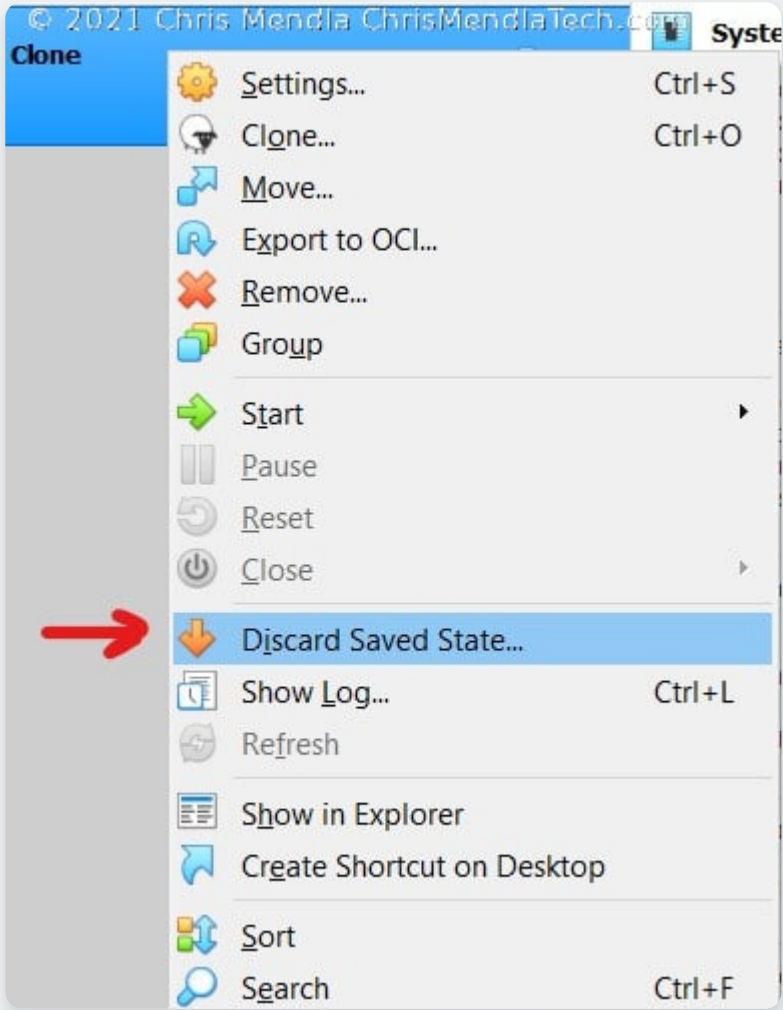 © 2021 Chris Mendla ChrisMendlaTech.com
Syste
Clone
Settings... Ctrl+S
Clone... Ctrl+O
Move...
Export to OCI...
Remove...
Group
Start
Pause
Reset
Close
Discard Saved State...
Show Log... Ctrl+L
Refresh
Show in Explorer
Create Shortcut on Desktop
Sort
Search Ctrl+F